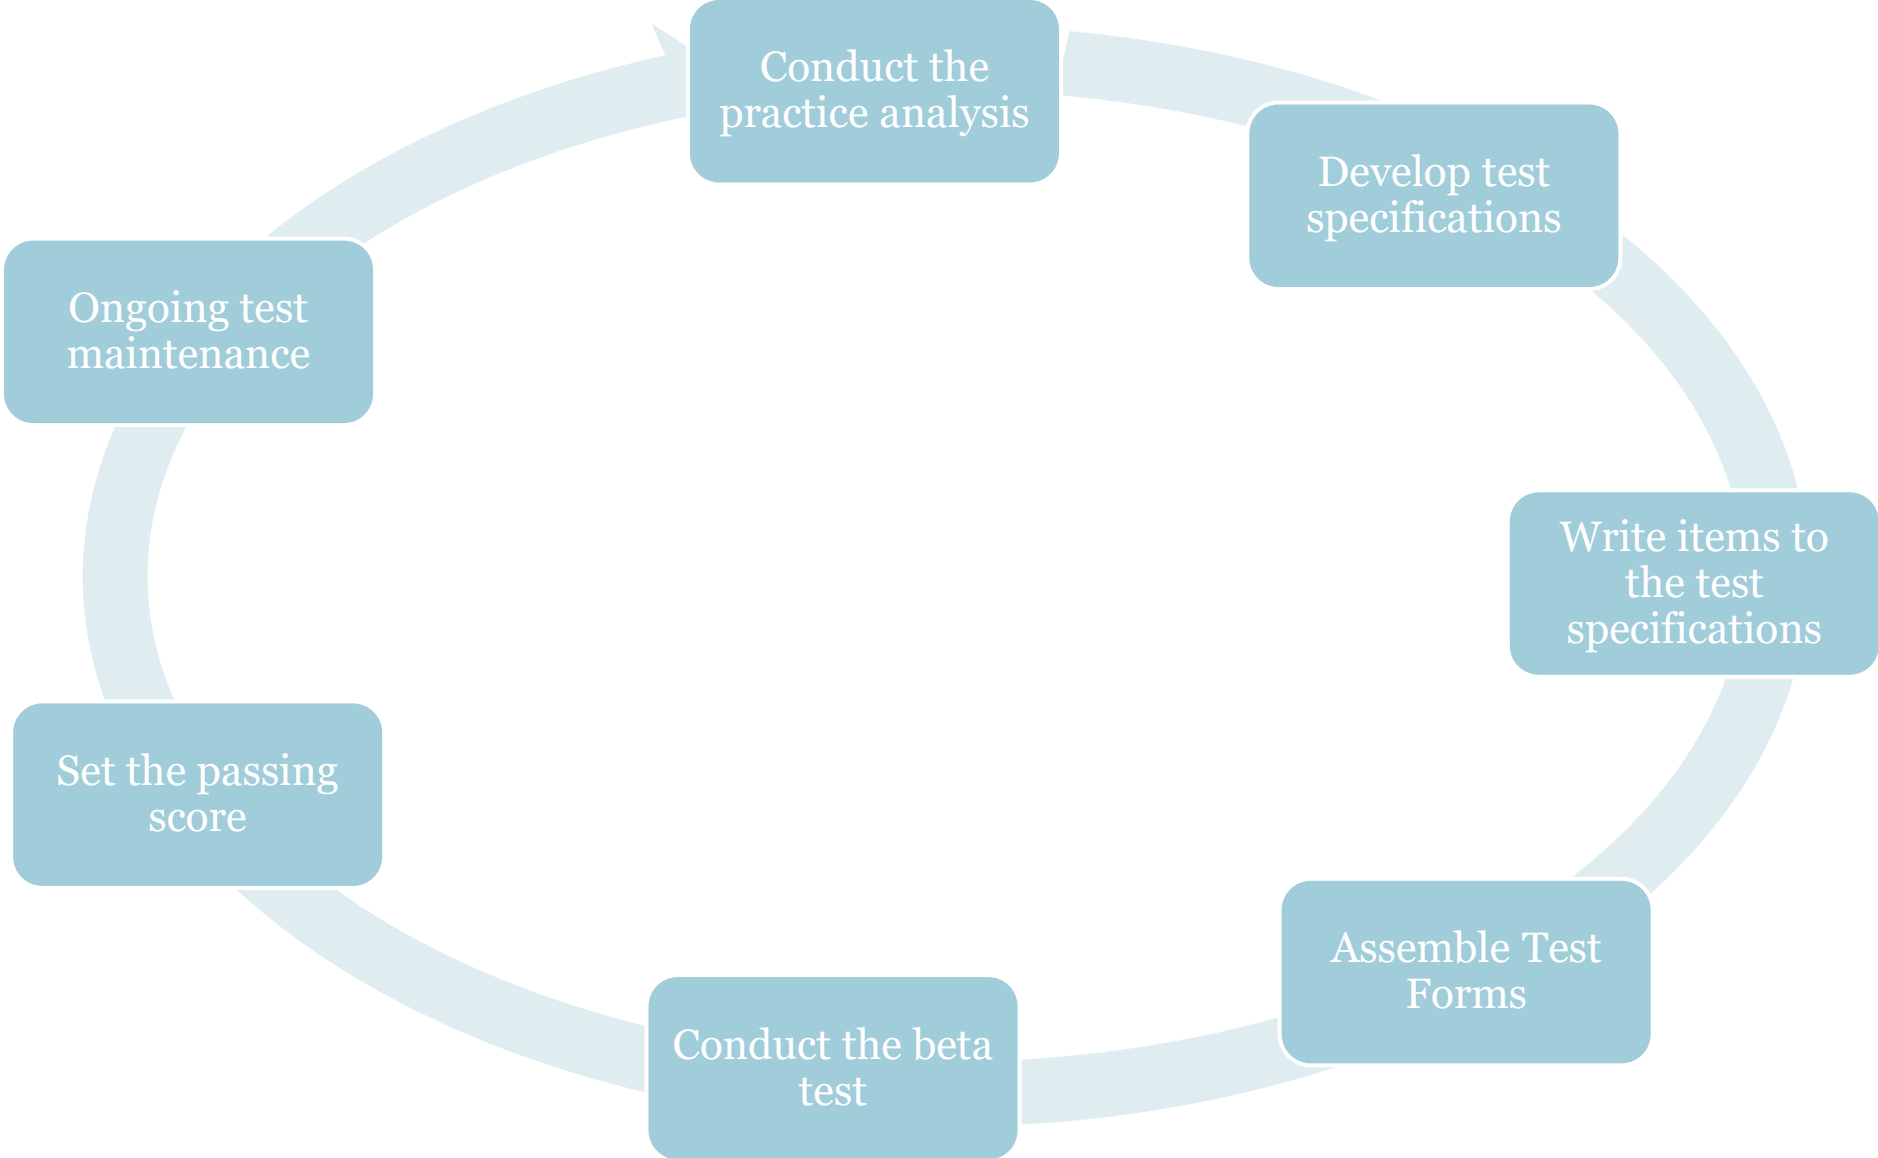 Conduct the
practice analysis
Develop test
specifications
Write items to
the test
specifications
Assemble Test
Forms
Conduct the beta
test
Set the passing
score
Ongoing test
maintenance